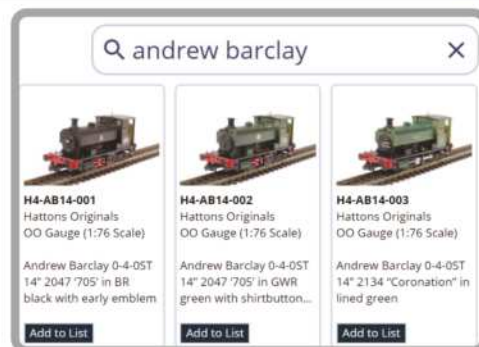 andrew barclay
H4-AB14-001
Hattons Originals
OO Gauge (1:76 Scale)
Andrew Barclay 0-4-0ST
14" 2047 '705' in BR
black with early emblem
Add to List
H4-AB14-002
Hattons Originals
OO Gauge (1:76 Scale)
Andrew Barclay 0-4-0ST
14" 2047 '705' in GWR
green with shirtbutton...
Add to List
H4-AB14-003
Hattons Originals
OO Gauge (1:76 Scale)
Andrew Barclay 0-4-0ST
14" 2134 "Coronation" in
lined green
Add to List